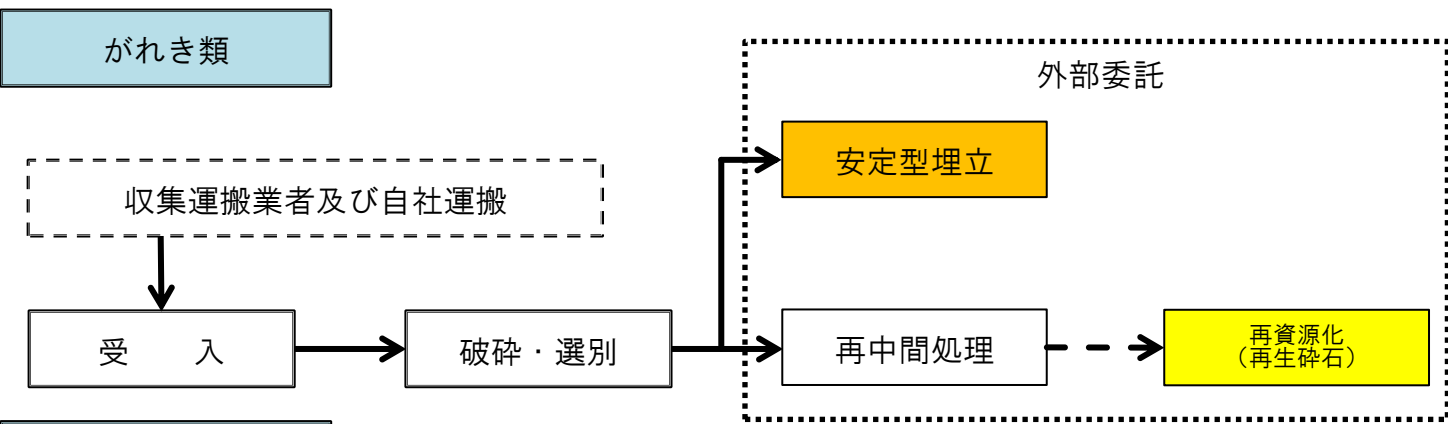 がれき類
外部委託
安定型埋立
収集運搬業者及び自社運搬
受　　入
破砕・選別
再中間処理
再資源化
（再生砕石）